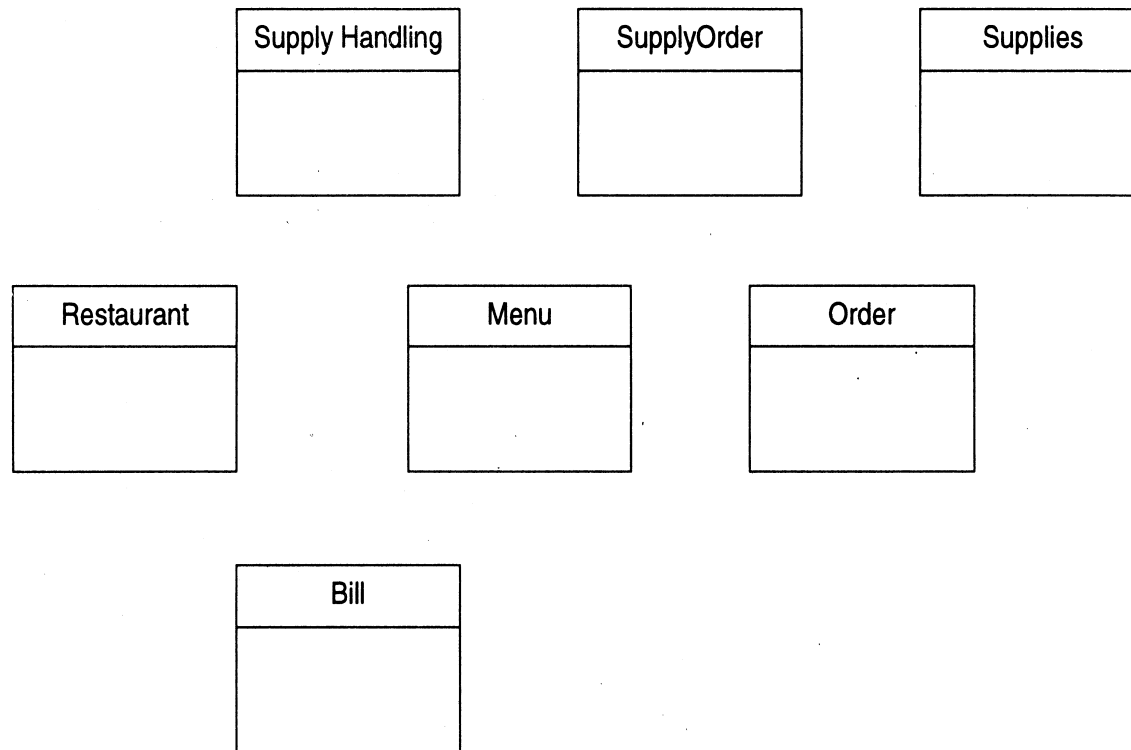 Supply Handling
SupplyOrder
Supplies
Restaurant
Menu
Order
Bill